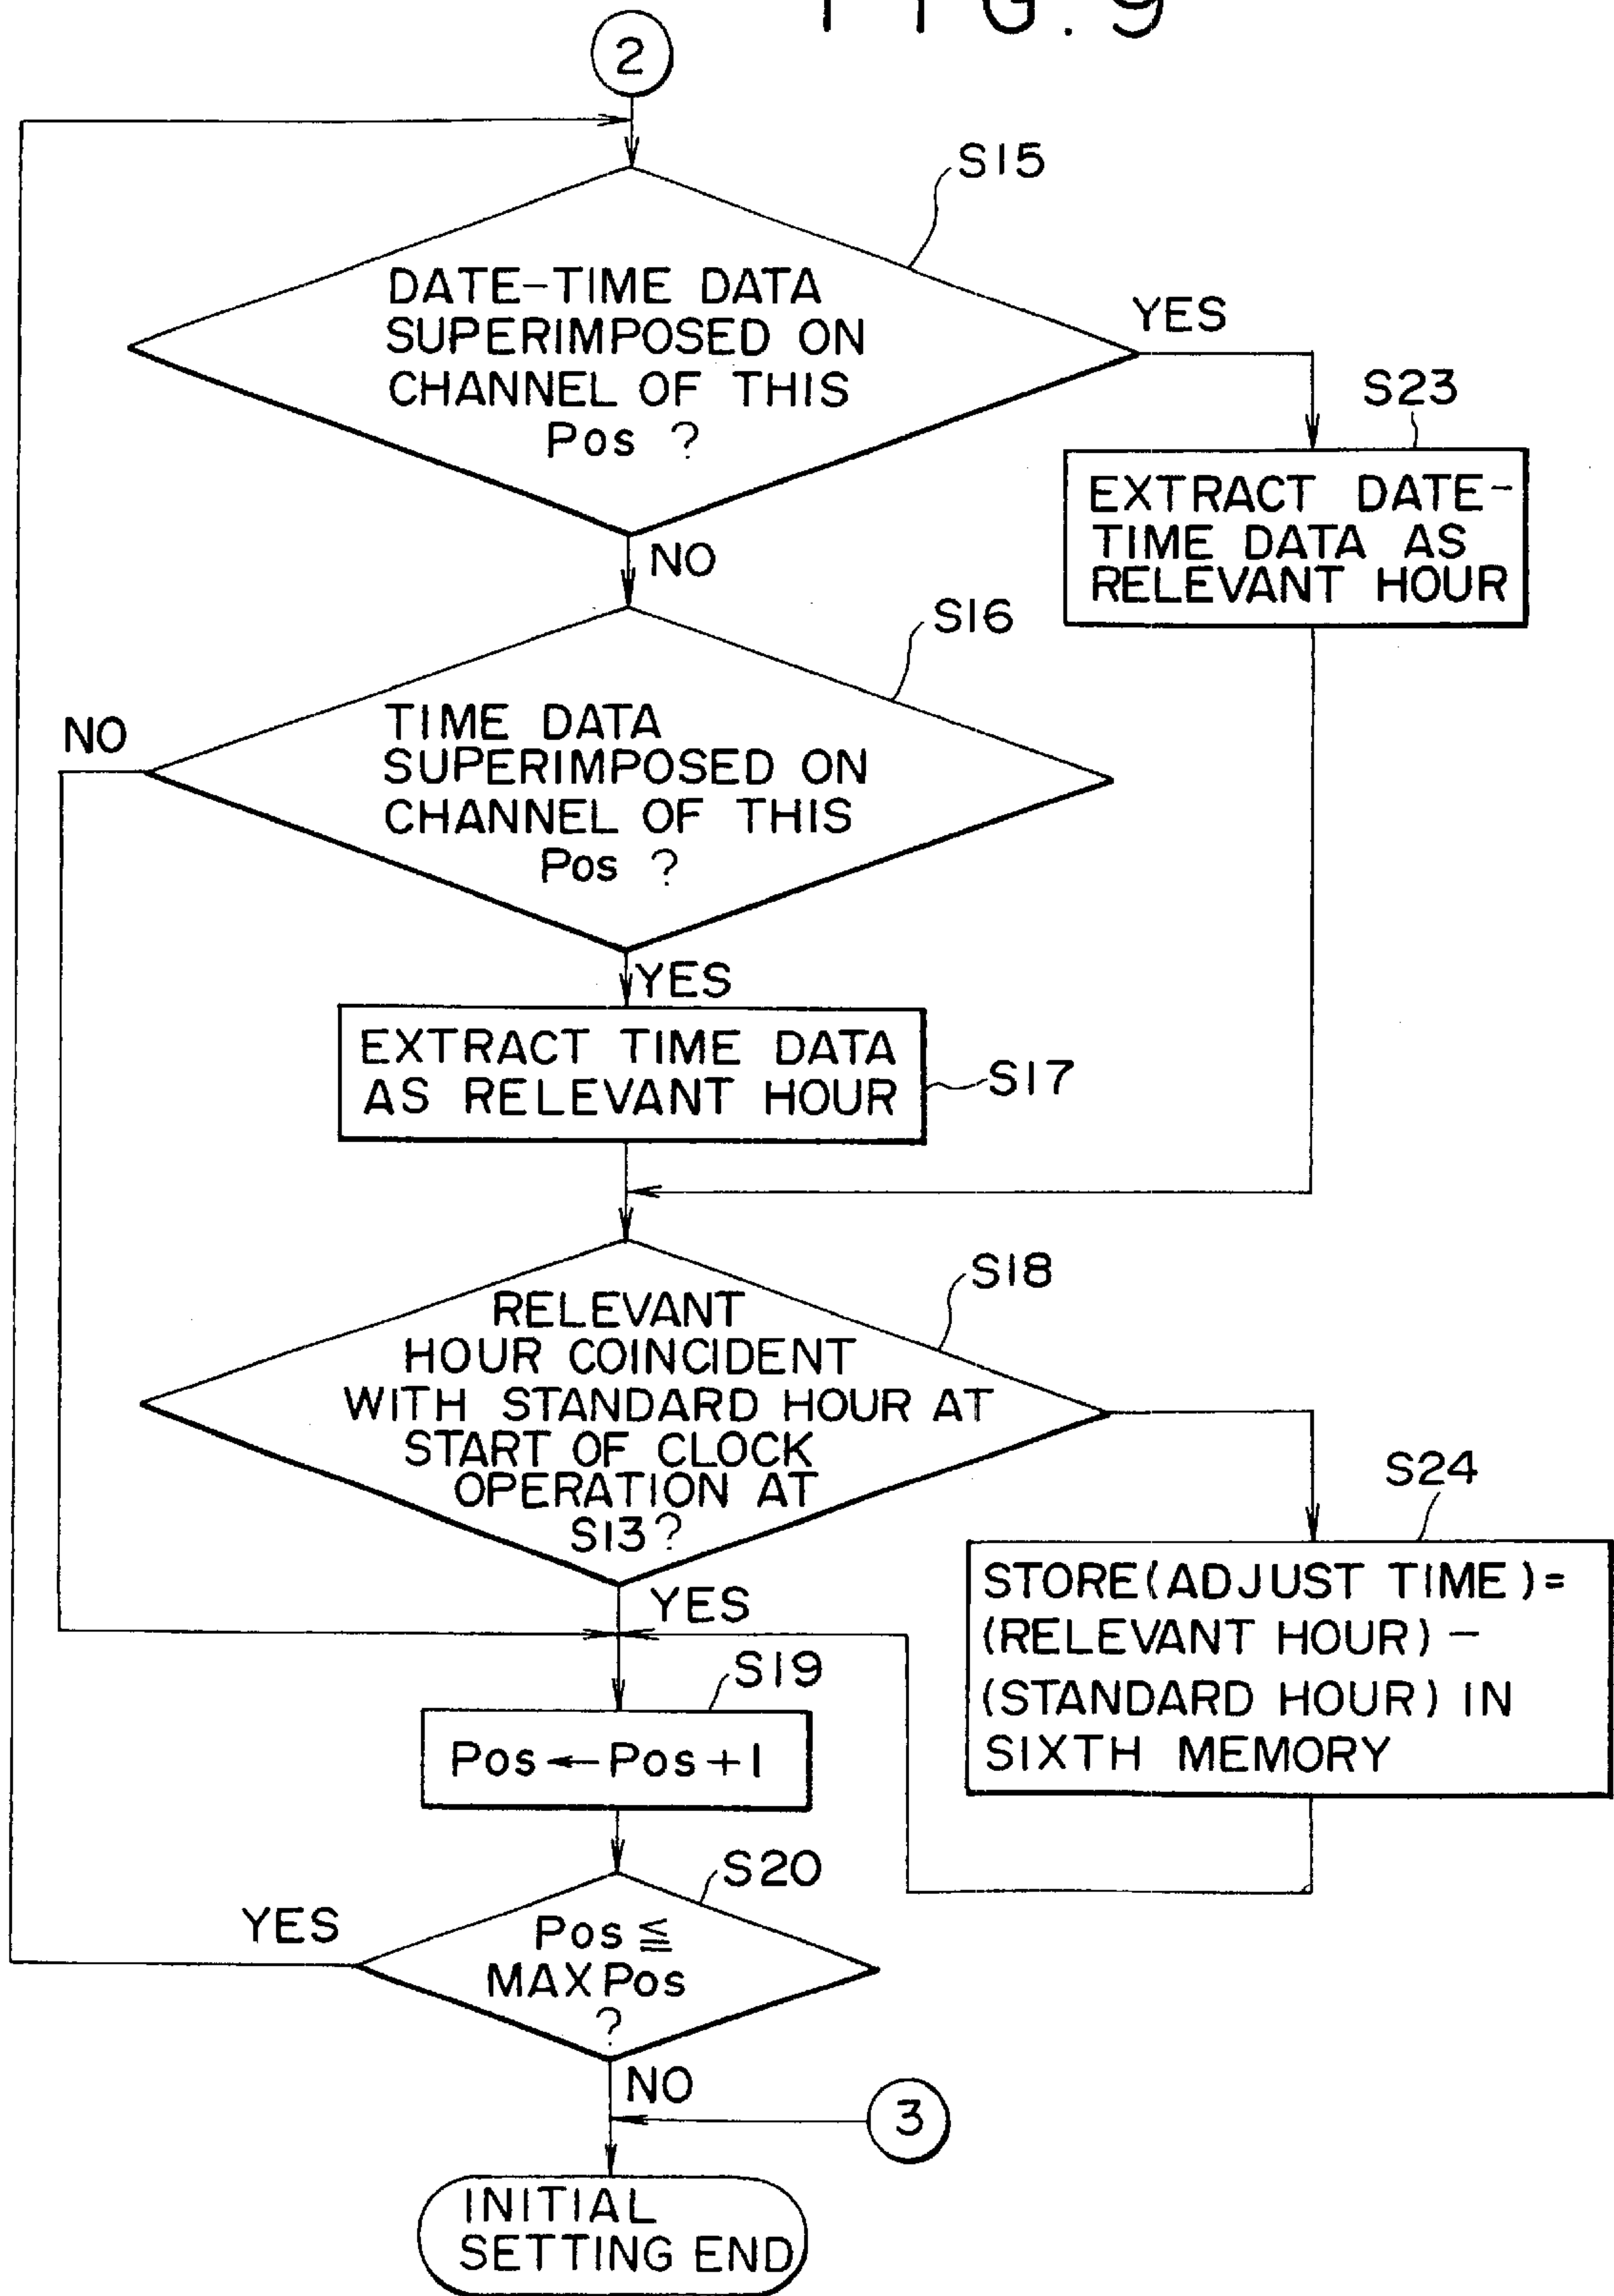 FIG. 9
2
S15
DATE-TIME DATA
SUPERIMPOSED ON
CHANNEL OF THIS
Pos ?
YES
S23
EXTRACT DATE-
TIME DATA AS
RELEVANT HOUR
NO
S16
NO
TIME DATA
SUPERIMPOSED ON
CHANNEL OF THIS
Pos ?
YES
EXTRACT TIME DATA
AS RELEVANT HOUR
S17
S18
RELEVANT
HOUR COINCIDENT
WITH STANDARD HOUR AT
START OF CLOCK
OPERATION AT
S13?
S24
STORE(ADJUST TIME)=
(RELEVANT HOUR) –
(STANDARD HOUR) IN
SIXTH MEMORY
YES
S19
Pos ← Pos + 1
S20
YES
Pos ≦
MAX Pos
?
NO
3
INITIAL
SETTING END